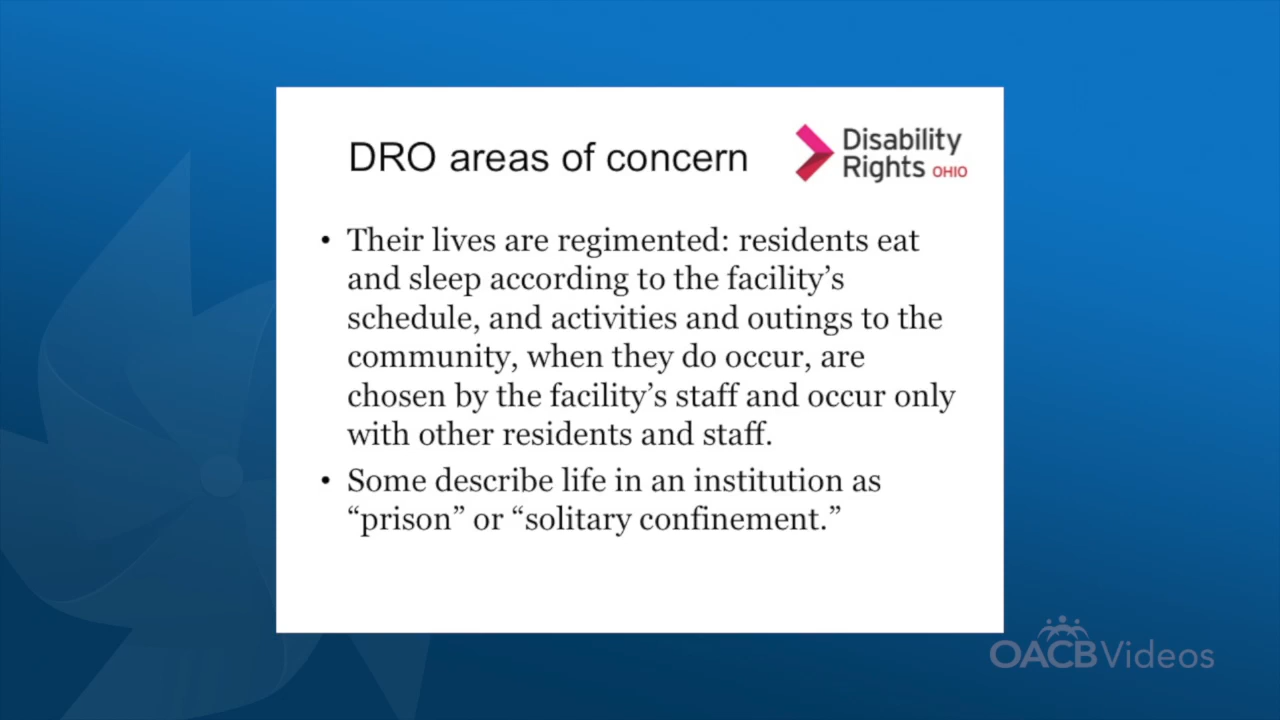 DRO areas of concern
Disability
Rights OHIO
• Their lives are regimented: residents eat
and sleep according to the facility’s
schedule, and activities and outings to the
community, when they do occur, are
chosen by the facility’s staff and occur only
with other residents and staff.
• Some describe life in an institution as
“prison” or “solitary confinement.”
OACBVideos